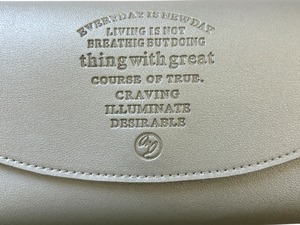 EVERYDAY IS NEW DAY
LIVING IS NOT
BREATHIG BUT DOING
thing with great
COURSE OF TRUE.
CRAVING
ILLUMINATE
DESIRABLE